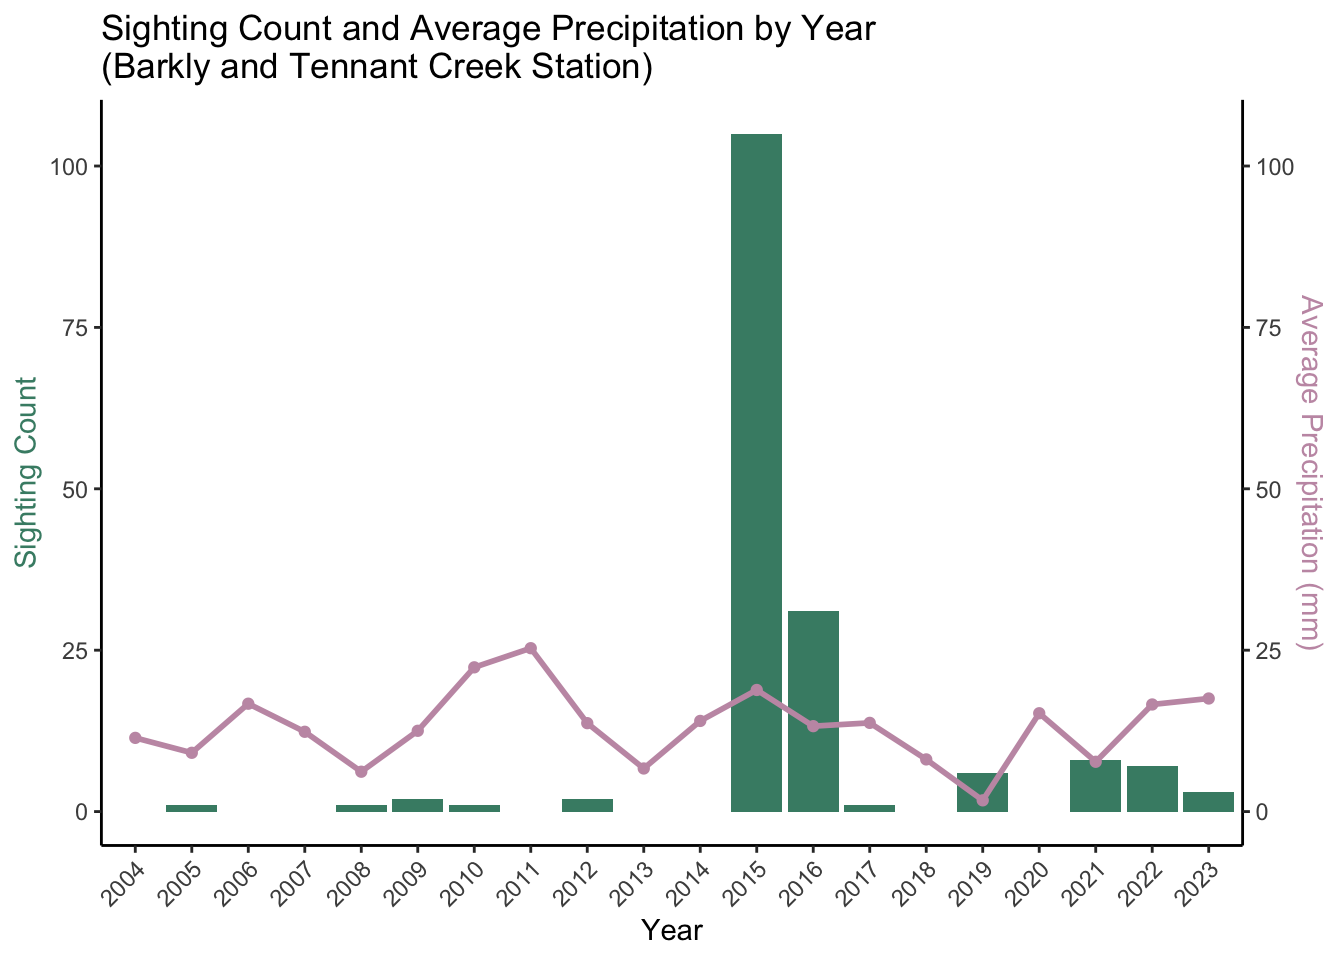 Sighting Count and Average Precipitation by Year
(Barkly and Tennant Creek Station)
100
75
50
25
0
Sighting Count
100
75
50
25
0
Average Precipitation (mm)
2004 2005 2006 2007 2008 2009 2010 2011 2012 2013 2014 2015 2016 2017 2018 2019 2020 2021 2022 2023
Year